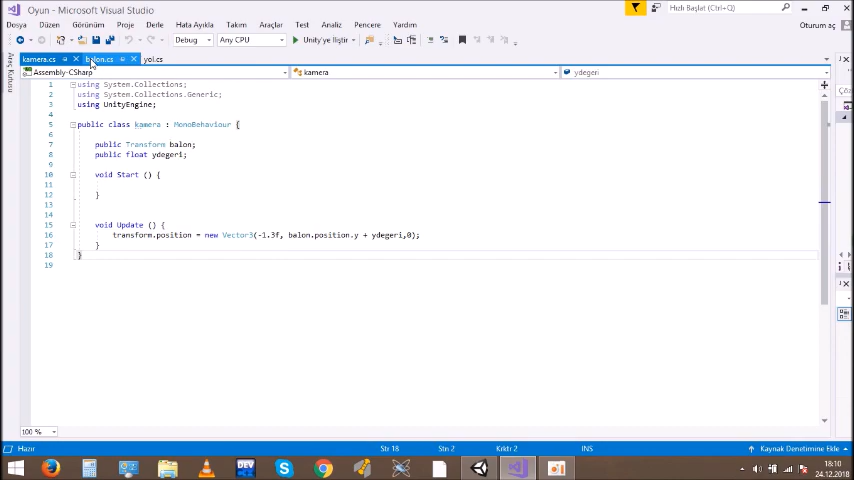 Oyun - Microsoft Visual Studio
Hızlı Başlat (Ctrl+Q)
Dosya Düzen Görünüm Proje Derle Hata Ayıkla Takım Araçlar Test Analiz Pencere Yardım
Oturum aç
Debug Any CPU Unity'ye iliştir
kamera.cs balon.cs yol.cs
Araç Kutusu
Assembly-CSharp kamera ydegeri
1 using System.Collections;
2 using System.Collections.Generic;
3 using UnityEngine;
4
5 public class kamera : MonoBehaviour {
6
7 public Transform balon;
8 public float ydegeri;
9
10 void Start () {
11
12 }
13
14
15 void Update () {
16 transform.position = new Vector3(-1.3f, balon.position.y + ydegeri,0);
17 }
18 }
19
100 %
Hazır Str 18 Stn 2 Krktr 2 INS Kaynak Denetimine Ekle
DEV
18:10
24.12.2018